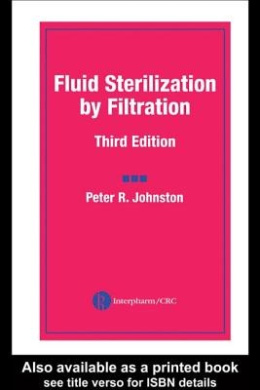 Fluid Sterilization
by Filtration
Third Edition
Peter R. Johnston
Interpharm/CRC
Also available as a printed book
see title verso for ISBN details